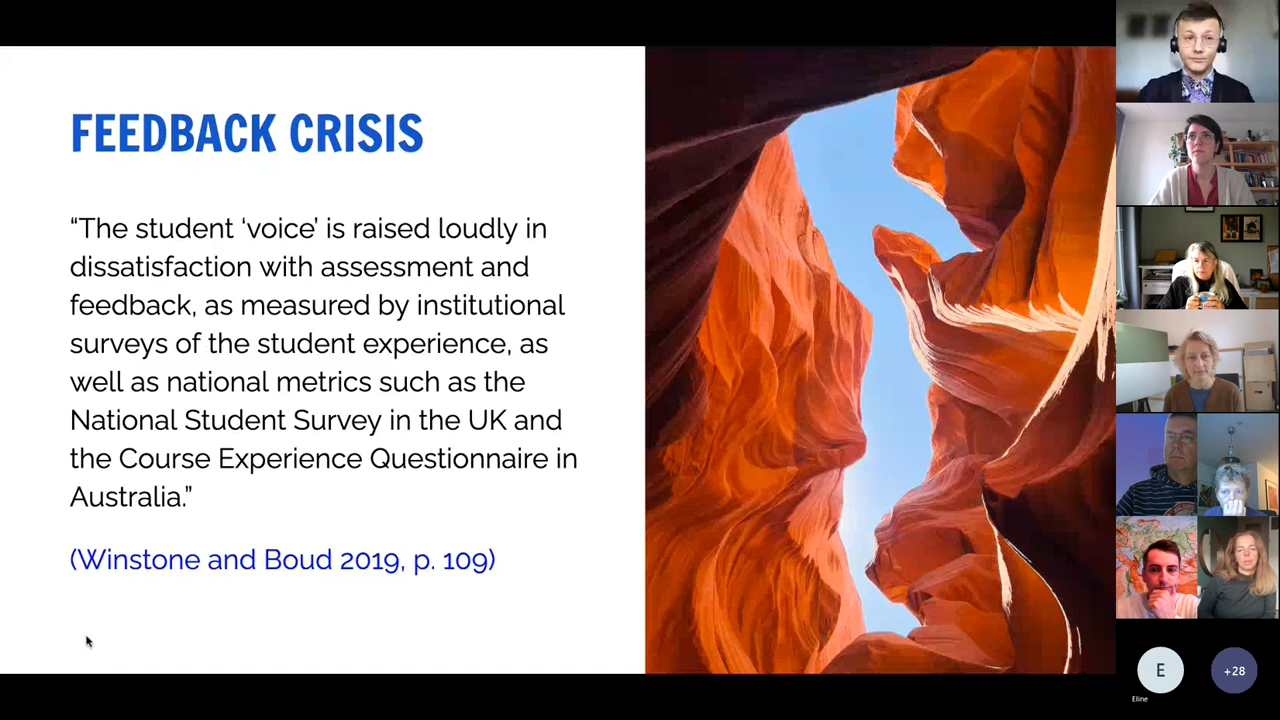 FEEDBACK CRISIS
“The student ‘voice’ is raised loudly in
dissatisfaction with assessment and
feedback, as measured by institutional
surveys of the student experience, as
well as national metrics such as the
National Student Survey in the UK and
the Course Experience Questionnaire in
Australia.”
(Winstone and Boud 2019, p. 109)
E
Eline
+28